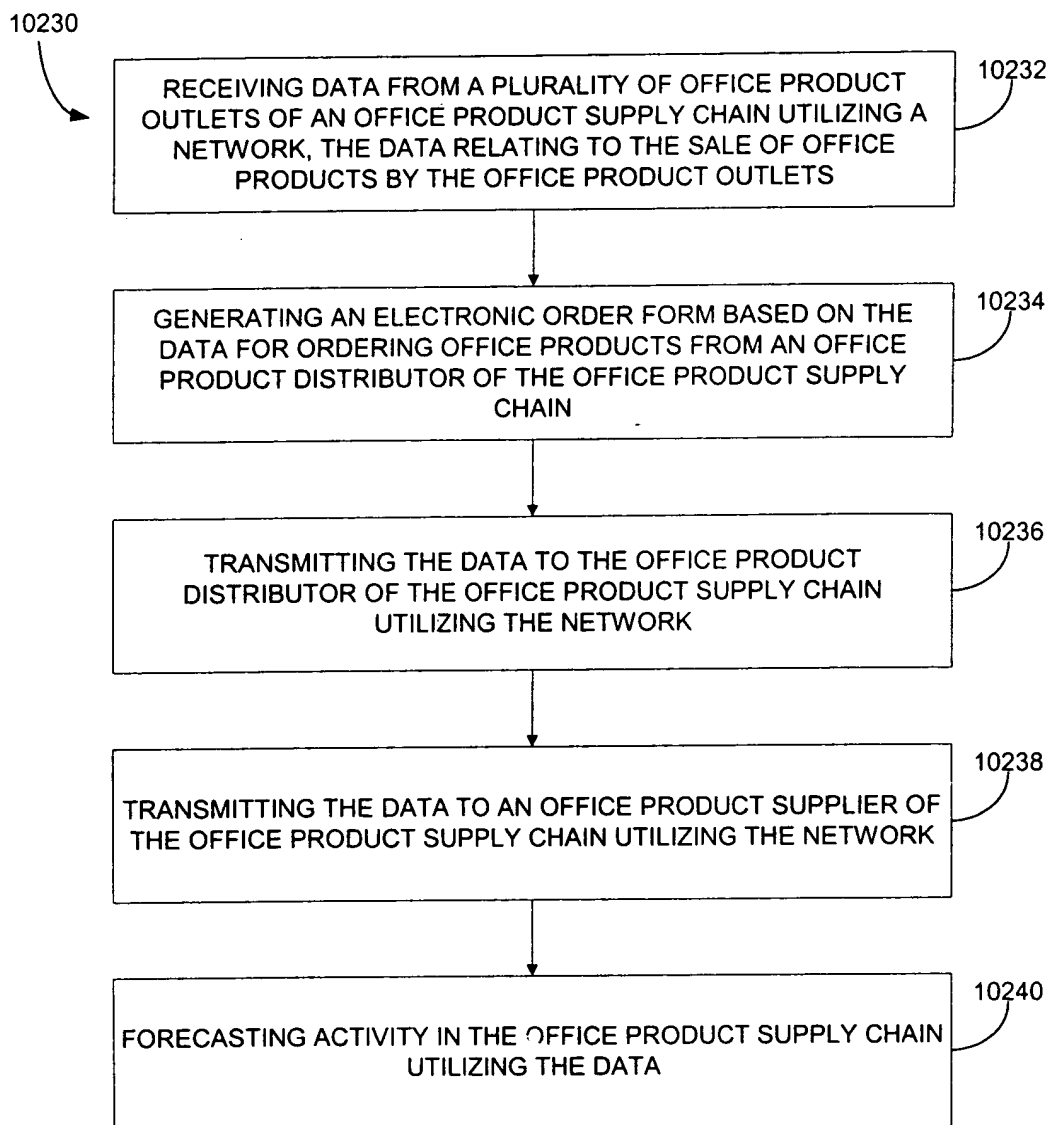 10230
10232
RECEIVING DATA FROM A PLURALITY OF OFFICE PRODUCT
OUTLETS OF AN OFFICE PRODUCT SUPPLY CHAIN UTILIZING A
NETWORK, THE DATA RELATING TO THE SALE OF OFFICE
PRODUCTS BY THE OFFICE PRODUCT OUTLETS
10234
GENERATING AN ELECTRONIC ORDER FORM BASED ON THE
DATA FOR ORDERING OFFICE PRODUCTS FROM AN OFFICE
PRODUCT DISTRIBUTOR OF THE OFFICE PRODUCT SUPPLY
CHAIN
10236
TRANSMITTING THE DATA TO THE OFFICE PRODUCT
DISTRIBUTOR OF THE OFFICE PRODUCT SUPPLY CHAIN
UTILIZING THE NETWORK
10238
TRANSMITTING THE DATA TO AN OFFICE PRODUCT SUPPLIER OF
THE OFFICE PRODUCT SUPPLY CHAIN UTILIZING THE NETWORK
10240
FORECASTING ACTIVITY IN THE OFFICE PRODUCT SUPPLY CHAIN
UTILIZING THE DATA